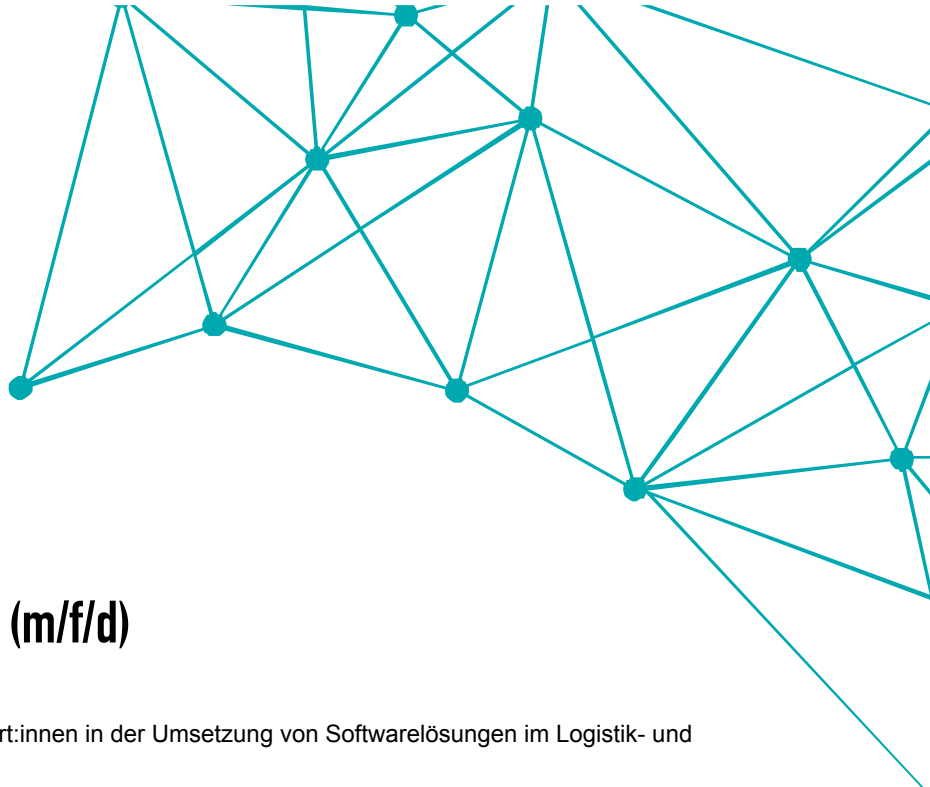 (m/f/d)
rt:innen in der Umsetzung von Softwarelösungen im Logistik- und